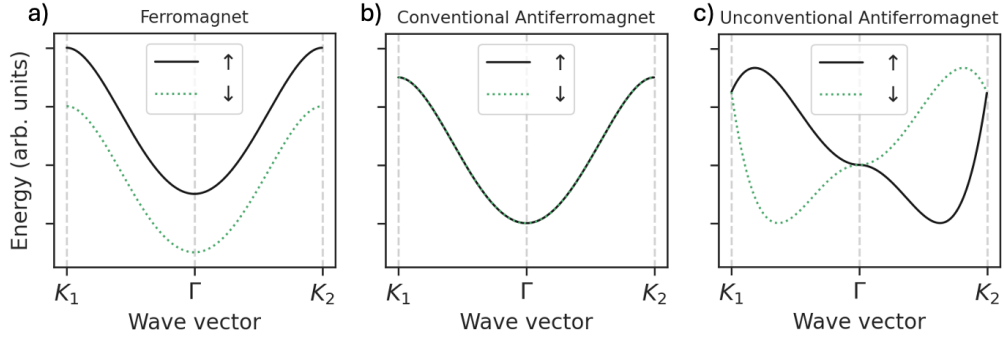 a) Ferromagnet
b) Conventional Antiferromagnet
c) Unconventional Antiferromagnet
Energy (arb. units)
↑
↓
↑
↓
↑
↓
K₁ Γ K₂
K₁ Γ K₂
K₁ Γ K₂
Wave vector
Wave vector
Wave vector